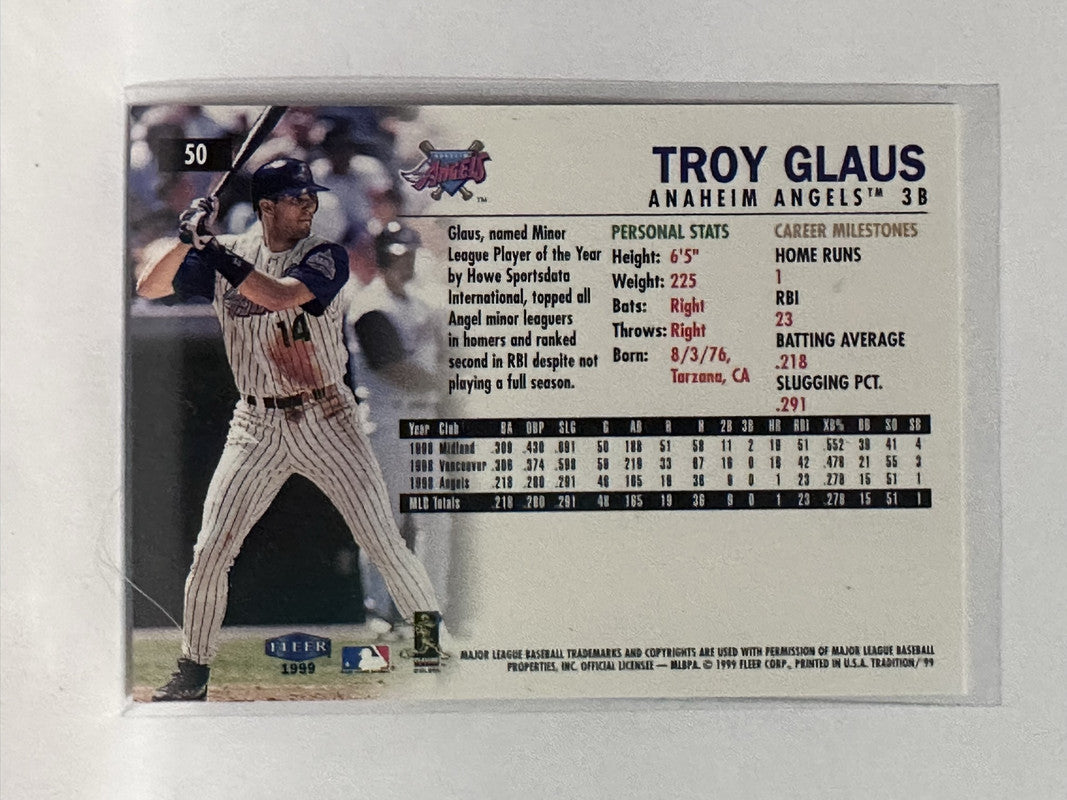 50
ANAHEIM
ANGELS
™
TROY GLAUS
ANAHEIM ANGELS™ 3B
14
Glaus, named Minor
League Player of the Year
by Howe Sportsdata
International, topped all
Angel minor leaguers
in homers and ranked
second in RBI despite not
playing a full season.
PERSONAL STATS
Height: 6'5"
Weight: 225
Bats: Right
Throws: Right
Born: 8/3/76,
Tarzana, CA
CAREER MILESTONES
HOME RUNS
1
RBI
23
BATTING AVERAGE
.218
SLUGGING PCT.
.291
Year Club BA OBP SLG G AB R H 2B 3B HR RBI XB% BB SO SB
1998 Midland .309 .430 .691 50 188 51 58 11 2 19 51 .552 39 41 4
1998 Vancouver .306 .374 .598 59 219 33 67 16 0 16 42 .478 21 55 3
1998 Angels .218 .280 .291 48 165 19 36 9 0 1 23 .278 15 51 1
MLB Totals .218 .280 .291 48 165 19 36 9 0 1 23 .278 15 51 1
FLEER
1999
MAJOR LEAGUE BASEBALL TRADEMARKS AND COPYRIGHTS ARE USED WITH PERMISSION OF MAJOR LEAGUE BASEBALL
PROPERTIES, INC. OFFICIAL LICENSEE — MLBPA. © 1999 FLEER CORP., PRINTED IN U.S.A. TRADITION/ 99